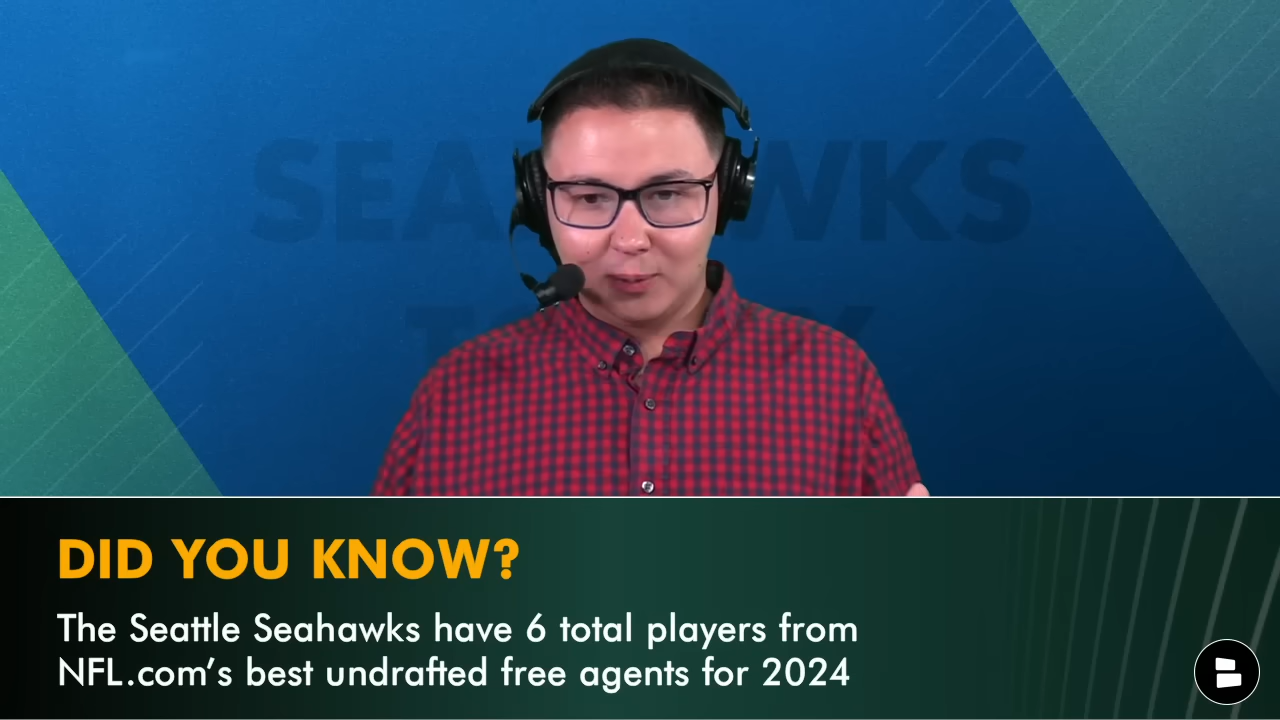 SEAHAWKS
DID YOU KNOW?
The Seattle Seahawks have 6 total players from
NFL.com's best undrafted free agents for 2024